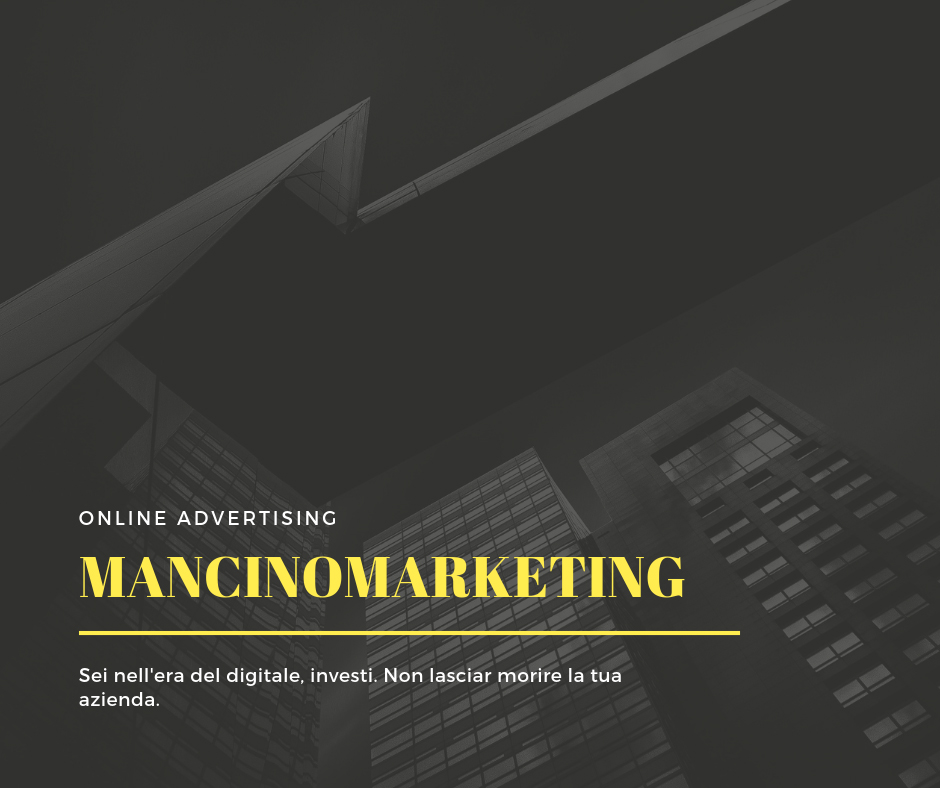 ONLINE ADVERTISING
MANCINOMARKETING
Sei nell'era del digitale, investi. Non lasciar morire la tua
azienda.